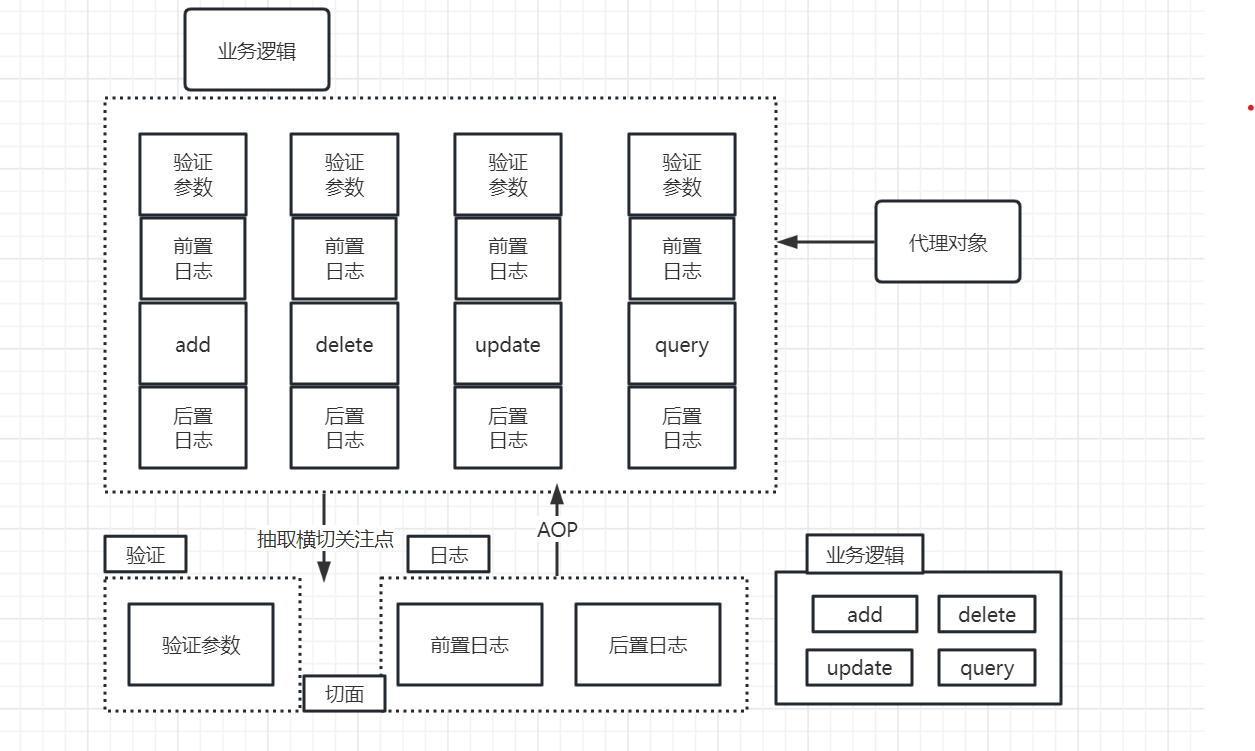 业务逻辑
验证
参数
验证
参数
验证
参数
验证
参数
前置
日志
前置
日志
前置
日志
前置
日志
代理对象
add
delete
update
query
后置
日志
后置
日志
后置
日志
后置
日志
抽取横切关注点
AOP
验证
日志
业务逻辑
验证参数
前置日志
后置日志
切面
add
delete
update
query